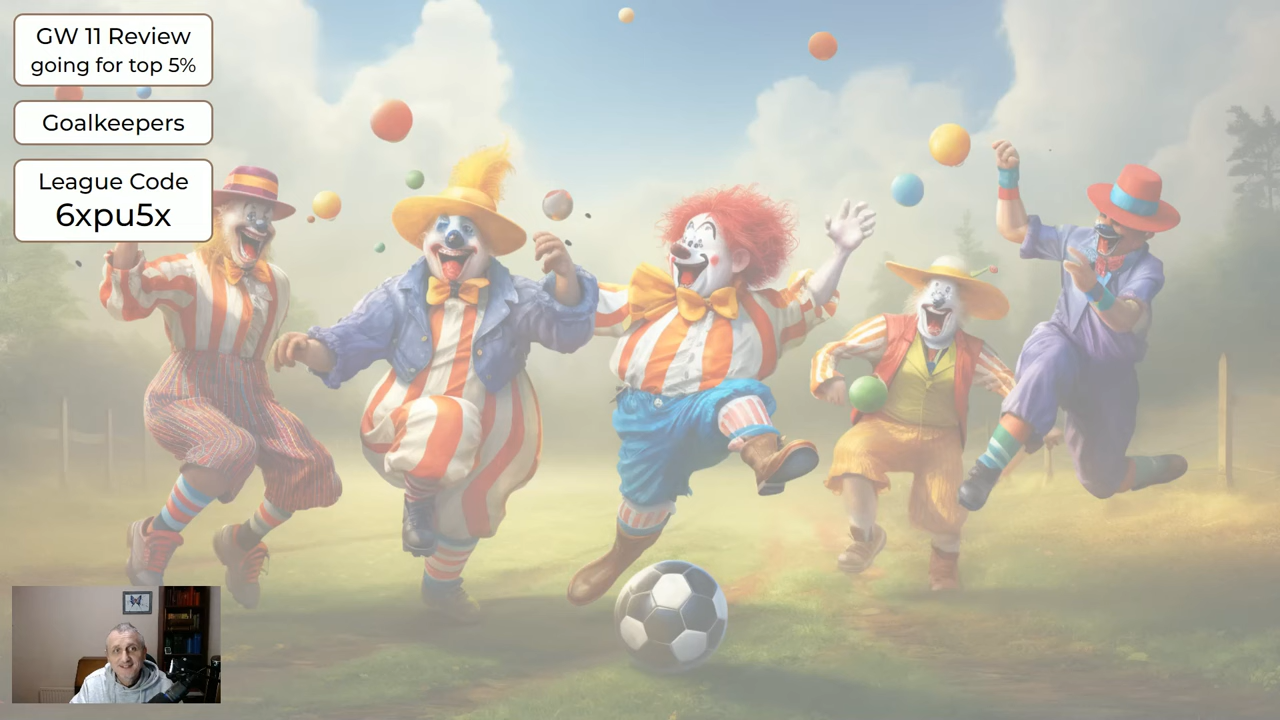 GW 11 Review
going for top 5%
Goalkeepers
League Code
6xpu5x